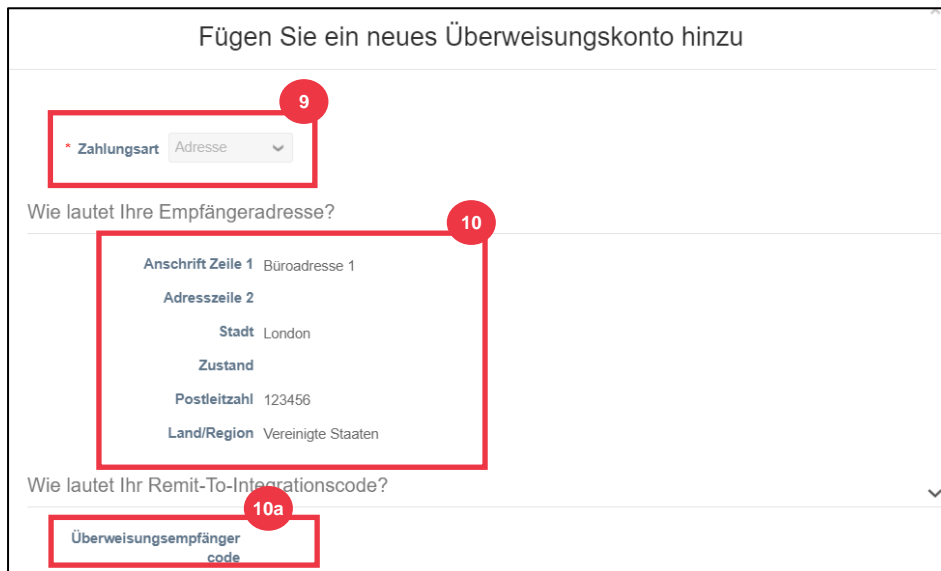 Fügen Sie ein neues Überweisungskonto hinzu
9
* Zahlungsart Adresse
Wie lautet Ihre Empfängeradresse?
10
Anschrift Zeile 1 Büroadresse 1
Adresszeile 2
Stadt London
Zustand
Postleitzahl 123456
Land/Region Vereinigte Staaten
Wie lautet Ihr Remit-To-Integrationscode?
10a
Überweisungsempfänger
code